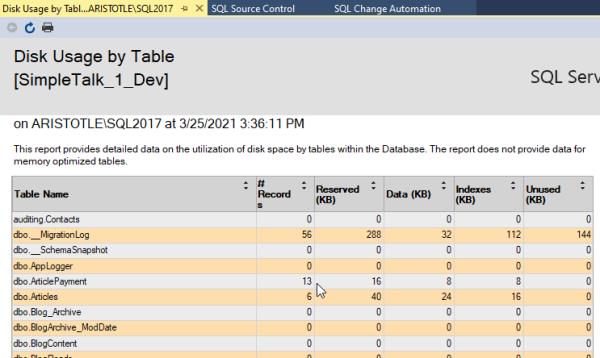 Disk Usage by Tabl...ARISTOTLE\SQL2017 SQL Source Control SQL Change Automation
Disk Usage by Table
[SimpleTalk_1_Dev]
SQL Serv
on ARISTOTLE\SQL2017 at 3/25/2021 3:36:11 PM
This report provides detailed data on the utilization of disk space by tables within the Database. The report does not provide data for
memory optimized tables.
Table Name # Records Reserved (KB) Data (KB) Indexes (KB) Unused (KB)
auditing.Contacts 0 0 0 0 0
dbo.__MigrationLog 56 288 32 112 144
dbo.__SchemaSnapshot 0 0 0 0 0
dbo.AppLogger 0 0 0 0 0
dbo.ArticlePayment 13 16 8 8 0
dbo.Articles 6 40 24 16 0
dbo.Blog_Archive 0 0 0 0 0
dbo.BlogArchive_ModDate 0 0 0 0 0
dbo.BlogContent 0 0 0 0 0